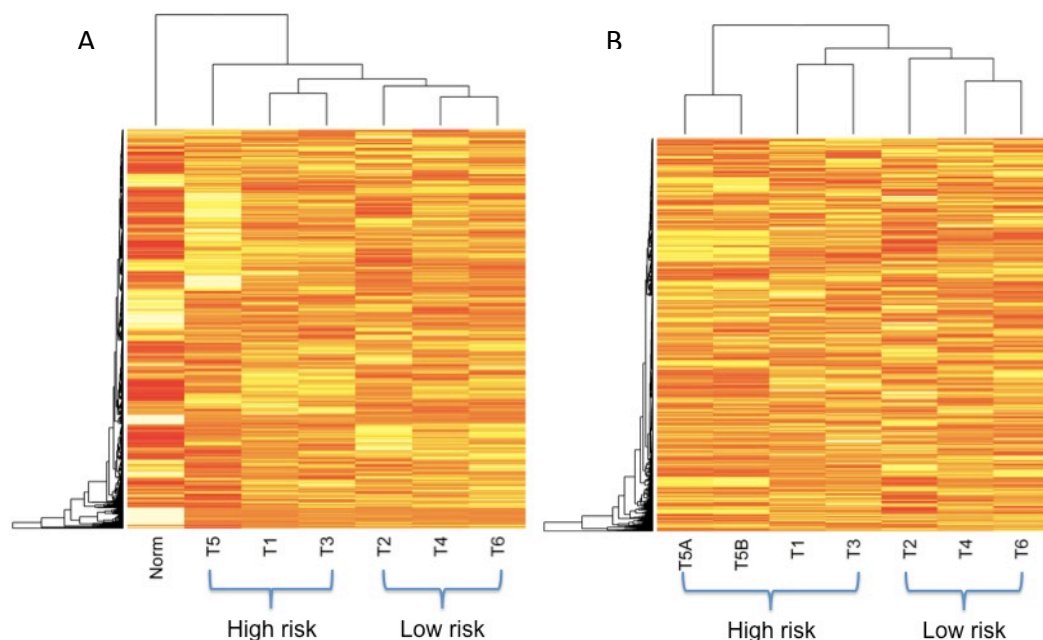 A
B
Norm
T5
T1
T3
T2
T4
T6
High risk
Low risk
T5A
T5B
T1
T3
T2
T4
T6
High risk
Low risk